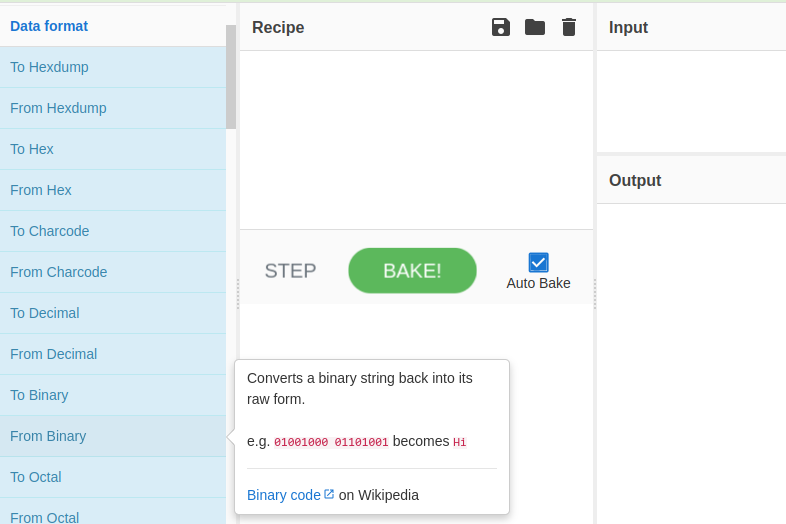 Data format
To Hexdump
From Hexdump
To Hex
From Hex
To Charcode
From Charcode
To Decimal
From Decimal
To Binary
From Binary
To Octal
From Octal
Recipe
STEP
BAKE!
Auto Bake
Converts a binary string back into its
raw form.
e.g. 01001000 01101001 becomes Hi
Binary code on Wikipedia
Input
Output